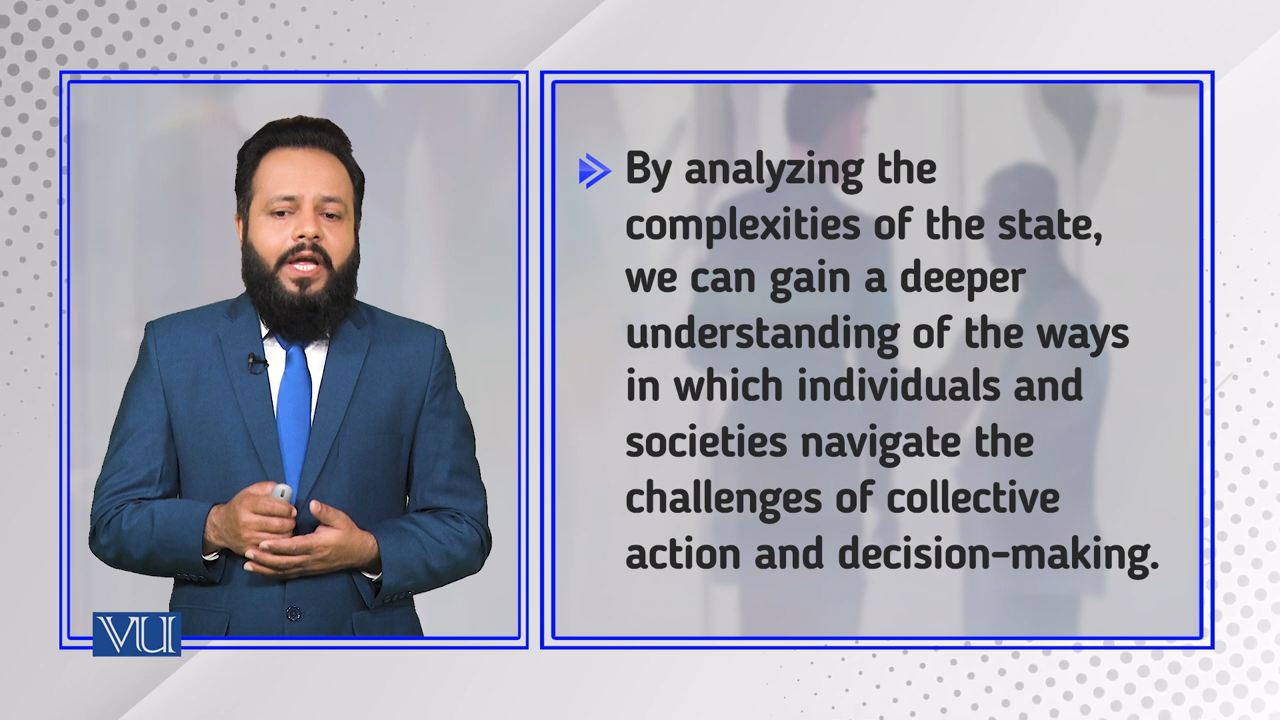 By analyzing the
complexities of the state,
we can gain a deeper
understanding of the ways
in which individuals and
societies navigate the
challenges of collective
action and decision-making.
VU